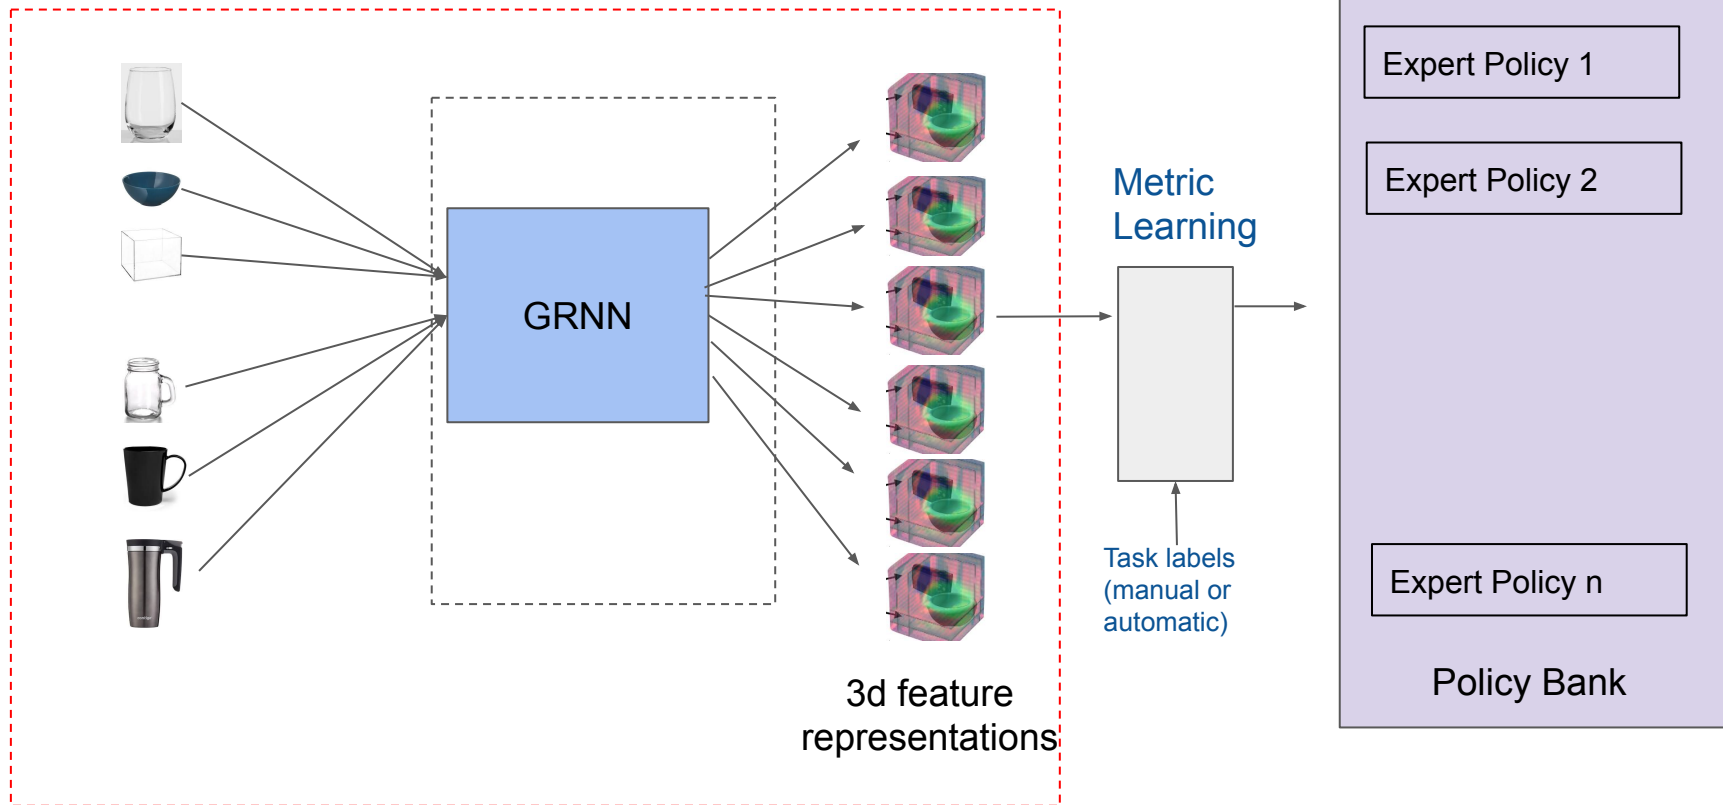 Expert Policy 1
Metric
Learning
Expert Policy 2
GRNN
Task labels
(manual or
automatic)
Expert Policy n
3d feature
representations
Policy Bank